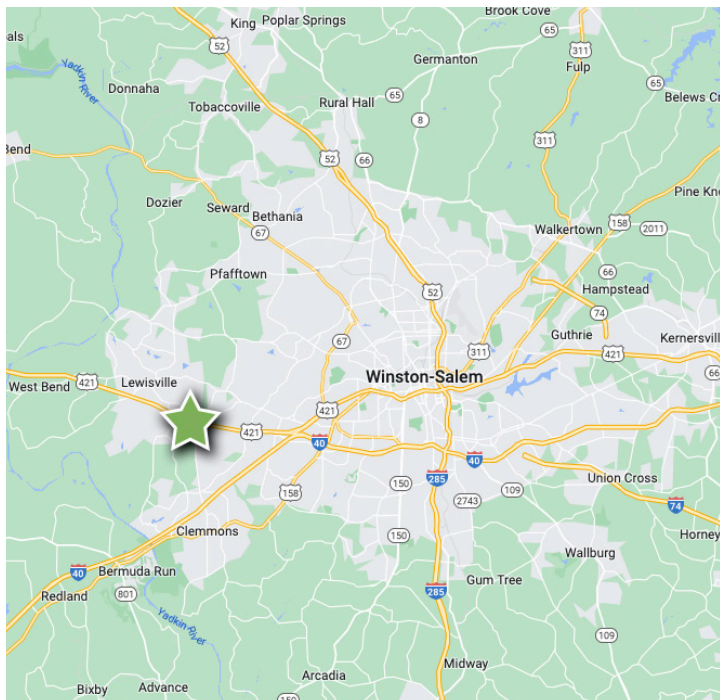 King
Poplar Springs
Brook Cove
65
311
52
Germanton
Fulp
als
Yadkin
River
Donnaha
65
65
Belews Cr
Tobaccoville
Rural Hall
8
311
52
66
Bend
Pine Kno
Dozier
Seward
Bethania
158
2011
67
Walkertown
Pfafftown
66
Hampstead
52
74
Guthrie
Kernersvill
67
311
421
West Bend
421
Lewisville
Winston-Salem
66
421
421
40
40
285
150
158
2743
109
Union Cross
74
Clemmons
150
Horney
Wallburg
40
Bermuda Run
Gum Tree
285
Redland
801
Yadkin River
109
Midway
Arcadia
Bixby
Advance
150